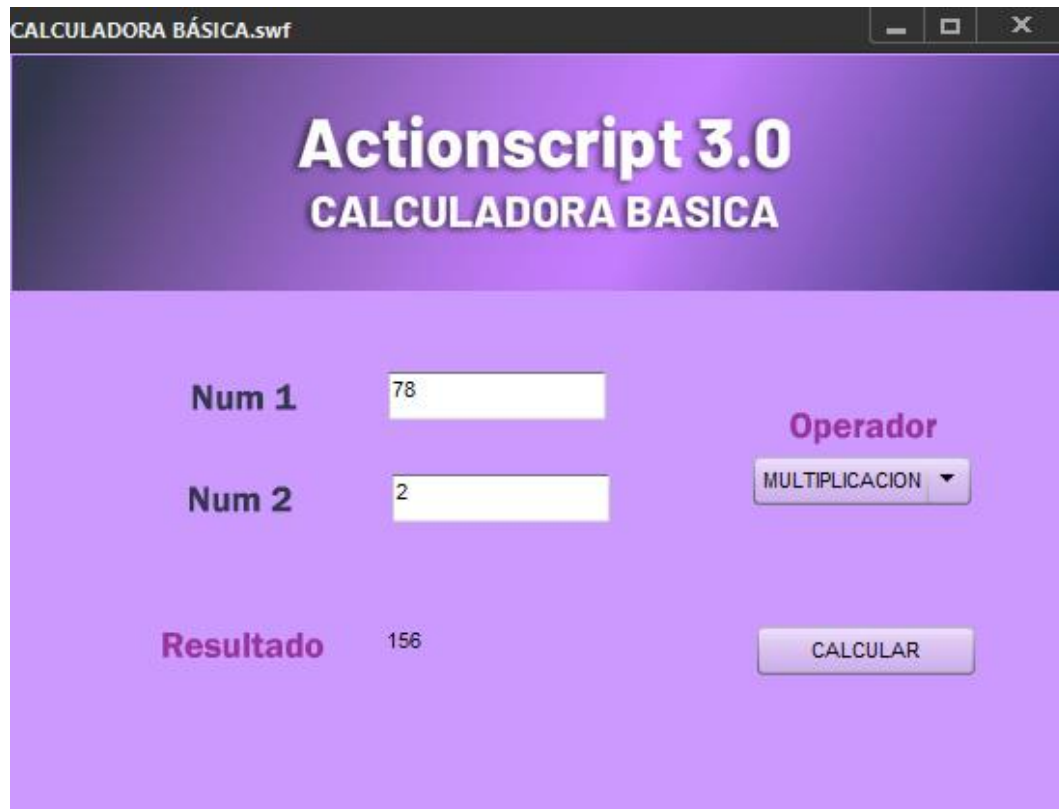 CALCULADORA BÁSICA.swf
Actionscript 3.0
CALCULADORA BASICA
Num 1
78
Operador
MULTIPLICACION
Num 2
2
Resultado
156
CALCULAR